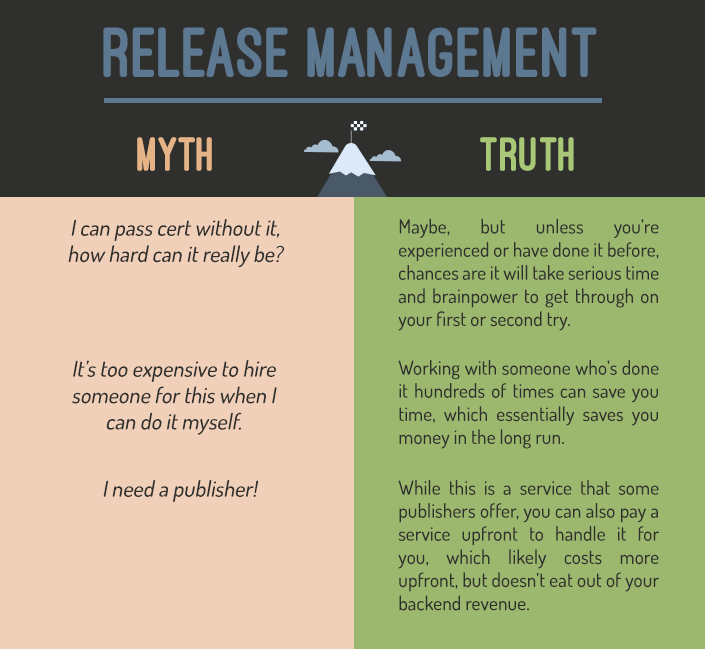 RELEASE MANAGEMENT
MYTH
TRUTH
I can pass cert without it,
how hard can it really be?
Maybe, but unless you're
experienced or have done it before,
chances are it will take serious time
and brainpower to get through on
your first or second try.
It's too expensive to hire
someone for this when I
can do it myself.
Working with someone who's done
it hundreds of times can save you
time, which essentially saves you
money in the long run.
I need a publisher!
While this is a service that some
publishers offer, you can also pay a
service upfront to handle it for
you, which likely costs more
upfront, but doesn't eat out of your
backend revenue.